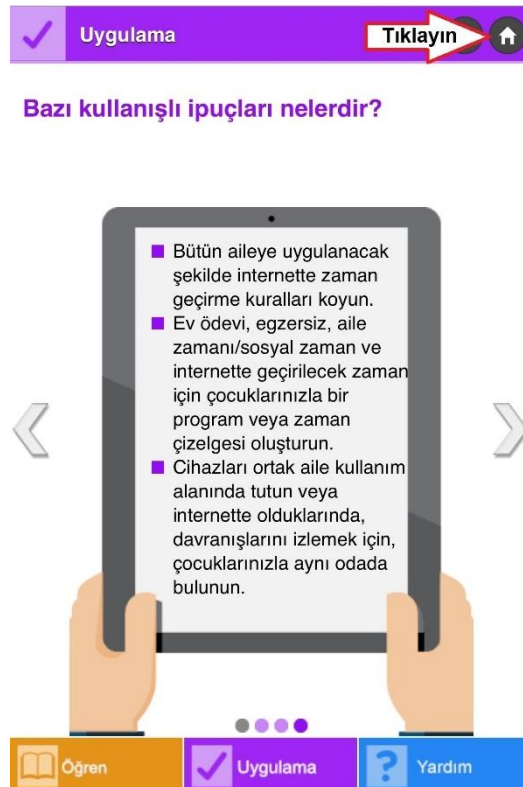 Uygulama
Tıklayın
Bazı kullanışlı ipuçları nelerdir?
Bütün aileye uygulanacak
şekilde internette zaman
geçirme kuralları koyun.
Ev ödevi, egzersiz, aile
zamanı/sosyal zaman ve
internette geçirilecek zaman
için çocuklarınızla bir
program veya zaman
çizelgesi oluşturun.
Cihazları ortak aile kullanım
alanında tutun veya
internette olduklarında,
davranışlarını izlemek için,
çocuklarınızla aynı odada
bulunun.
Öğren
Uygulama
? Yardım